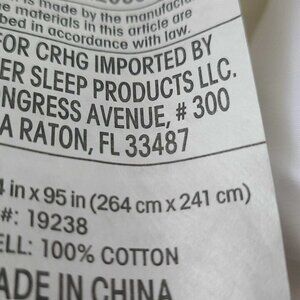 is made by the manufac
materials in this article are
bed in accordance with law.
FOR CRHG IMPORTED BY
ER SLEEP PRODUCTS LLC.
ONGRESS AVENUE, # 300
A RATON, FL 33487
4 in x 95 in (264 cm x 241 cm)
#: 19238
ELL: 100% COTTON
ADE IN CHINA